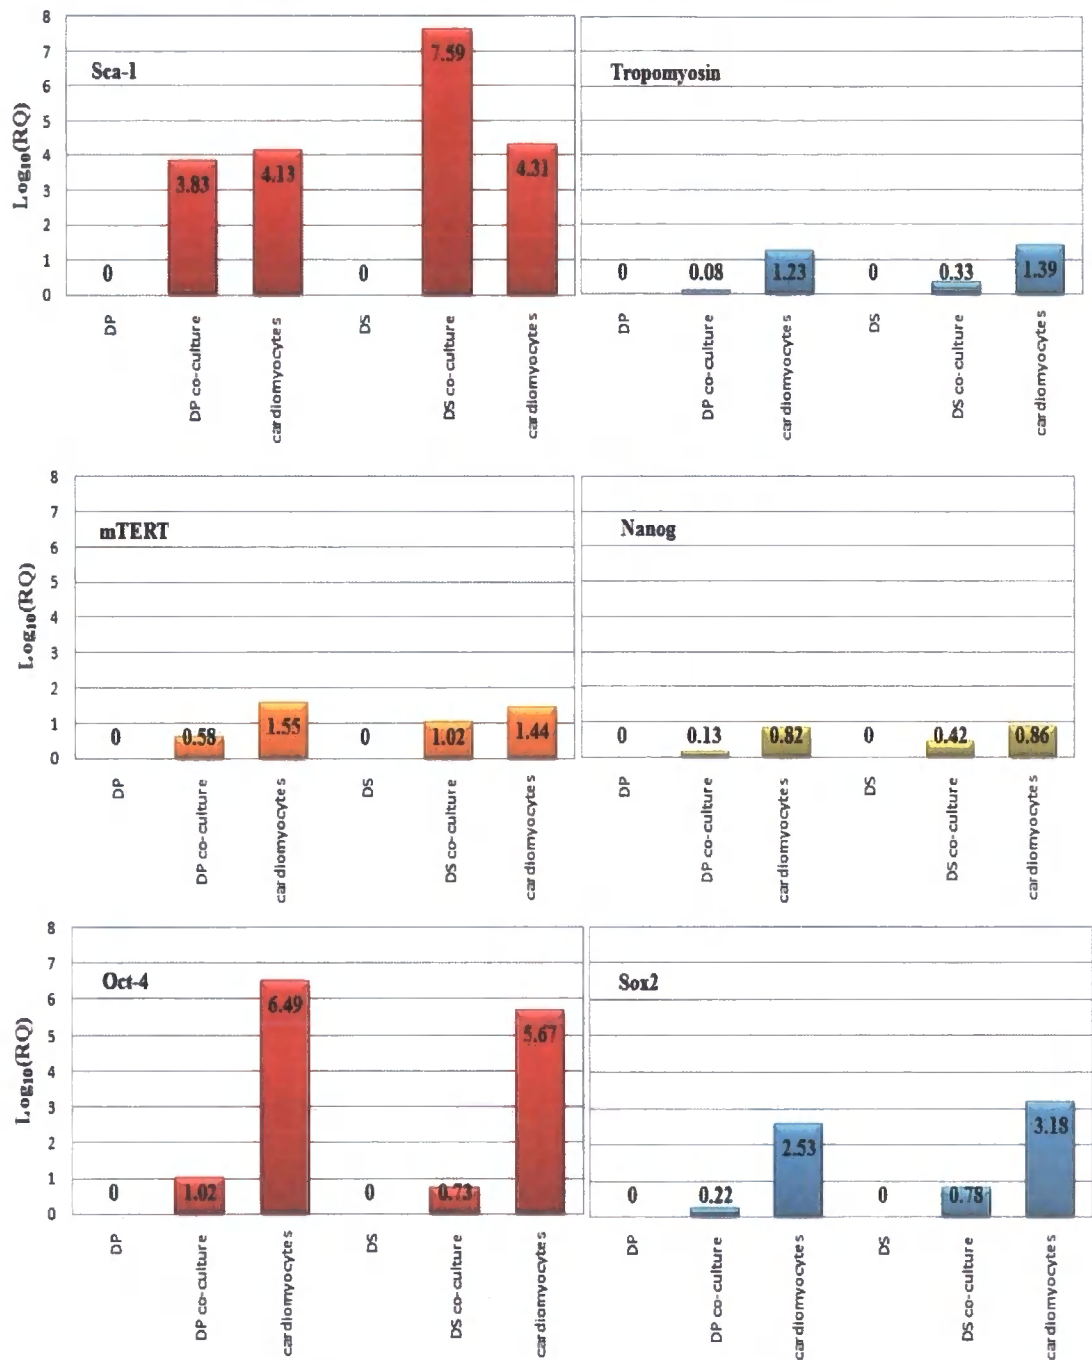 8
7
6
5
4
3
2
1
0
Log₁₀(RQ)
Sca-1
0
3.83
4.13
0
7.59
4.31
DP
DP co-culture
cardiomyocytes
DS
DS co-culture
cardiomyocytes
Tropomyosin
0
0.08
1.23
0
0.33
1.39
DP
DP co-culture
cardiomyocytes
DS
DS co-culture
cardiomyocytes
8
7
6
5
4
3
2
1
0
Log₁₀(RQ)
mTERT
0
0.58
1.55
0
1.02
1.44
DP
DP co-culture
cardiomyocytes
DS
DS co-culture
cardiomyocytes
Nanog
0
0.13
0.82
0
0.42
0.86
DP
DP co-culture
cardiomyocytes
DS
DS co-culture
cardiomyocytes
8
7
6
5
4
3
2
1
0
Log₁₀(RQ)
Oct-4
0
1.02
6.49
0
0.73
5.67
DP
DP co-culture
cardiomyocytes
DS
DS co-culture
cardiomyocytes
Sox2
0
0.22
2.53
0
0.78
3.18
DP
DP co-culture
cardiomyocytes
DS
DS co-culture
cardiomyocytes